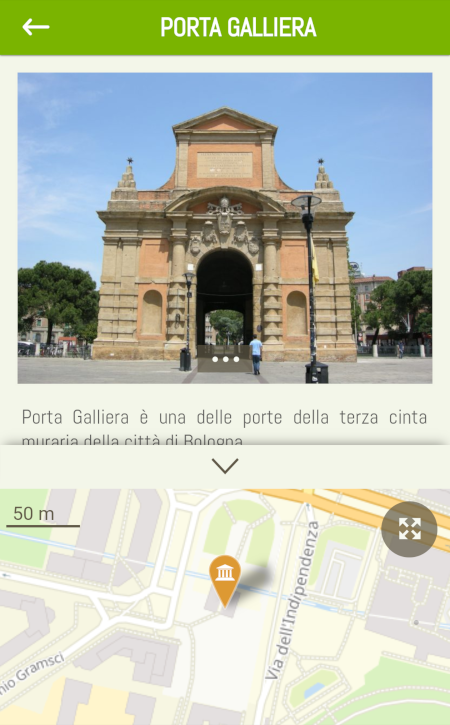 PORTA GALLIERA
Porta Galliera è una delle porte della terza cinta
muraria della città di Bologna
50 m
Via dell'Indipendenza
nio Gramsci